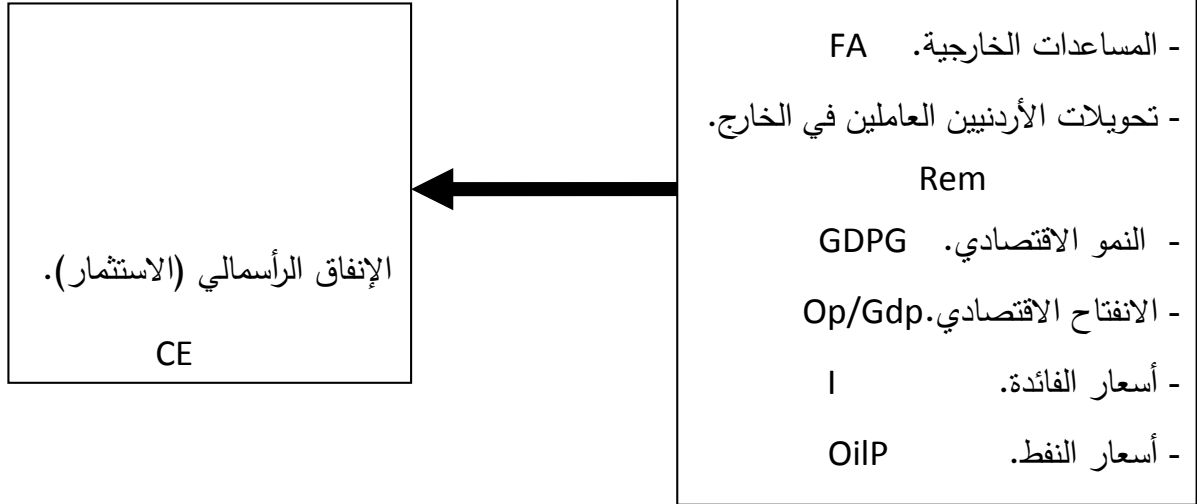 - المساعدات الخارجية. FA
- تحويلات الأردنيين العاملين في الخارج.
Rem
- النمو الاقتصادي. GDPG
- الانفتاح الاقتصادي.Op/Gdp
- أسعار الفائدة. I
- أسعار النفط. OilP
الإنفاق الرأسمالي (الاستثمار).
CE